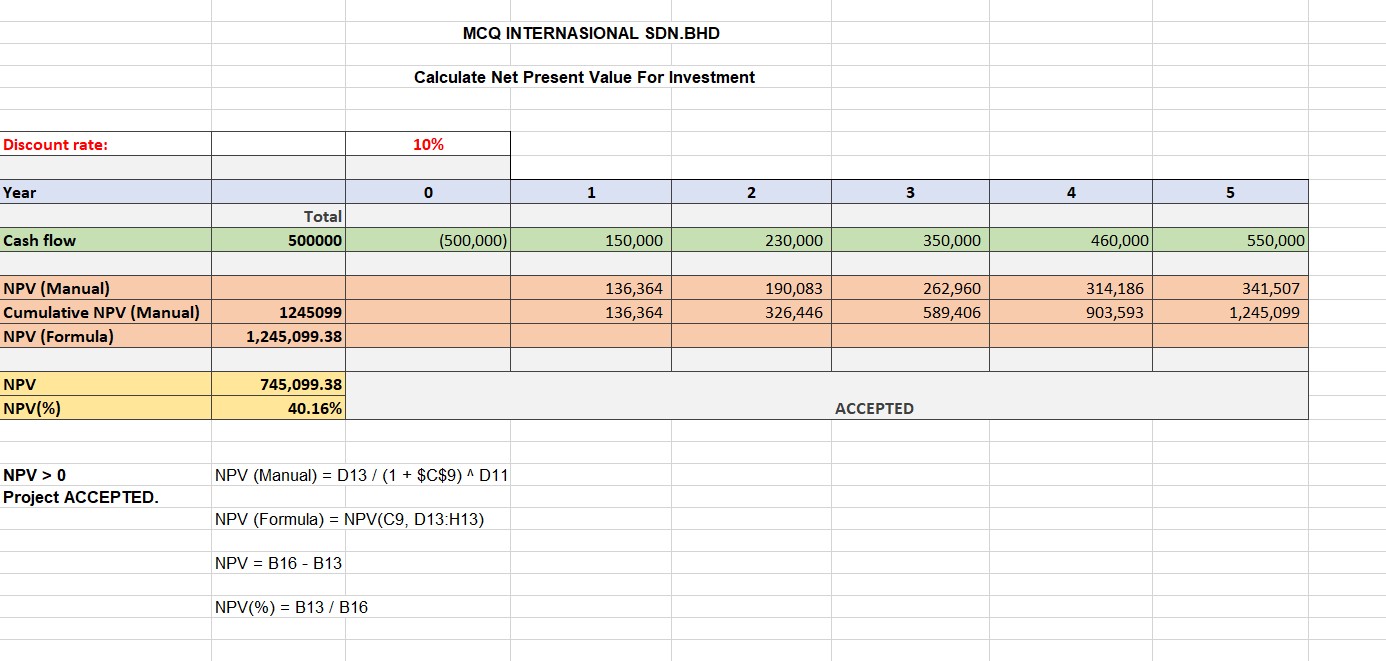 MCQ INTERNASIONAL SDN.BHD
Calculate Net Present Value For Investment
Discount rate: 10%
Year 0 1 2 3 4 5
Total
Cash flow 500000 (500,000) 150,000 230,000 350,000 460,000 550,000
NPV (Manual) 136,364 190,083 262,960 314,186 341,507
Cumulative NPV (Manual) 1245099 136,364 326,446 589,406 903,593 1,245,099
NPV (Formula) 1,245,099.38
NPV 745,099.38
NPV(%) 40.16% ACCEPTED
NPV > 0 NPV (Manual) = D13 / (1 + $C$9) ^ D11
Project ACCEPTED.
NPV (Formula) = NPV(C9, D13:H13)
NPV = B16 - B13
NPV(%) = B13 / B16